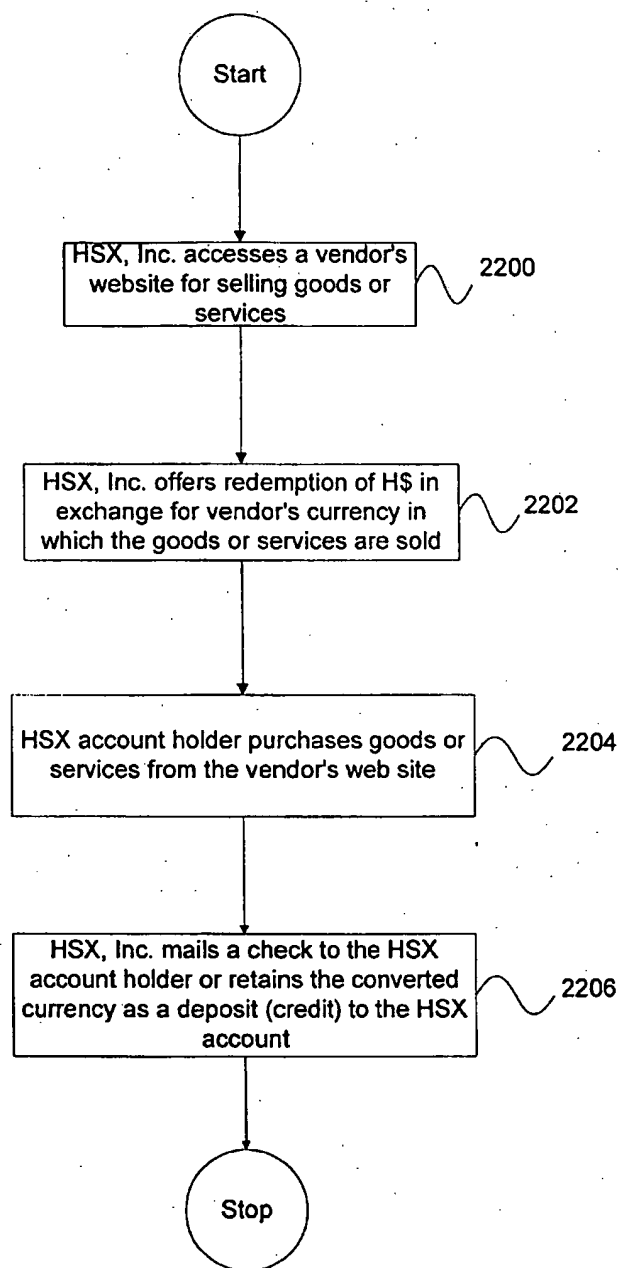 Start
HSX, Inc. accesses a vendor's
website for selling goods or
services
2200
HSX, Inc. offers redemption of H$ in
exchange for vendor's currency in
which the goods or services are sold
2202
HSX account holder purchases goods or
services from the vendor's web site
2204
HSX, Inc. mails a check to the HSX
account holder or retains the converted
currency as a deposit (credit) to the HSX
account
2206
Stop